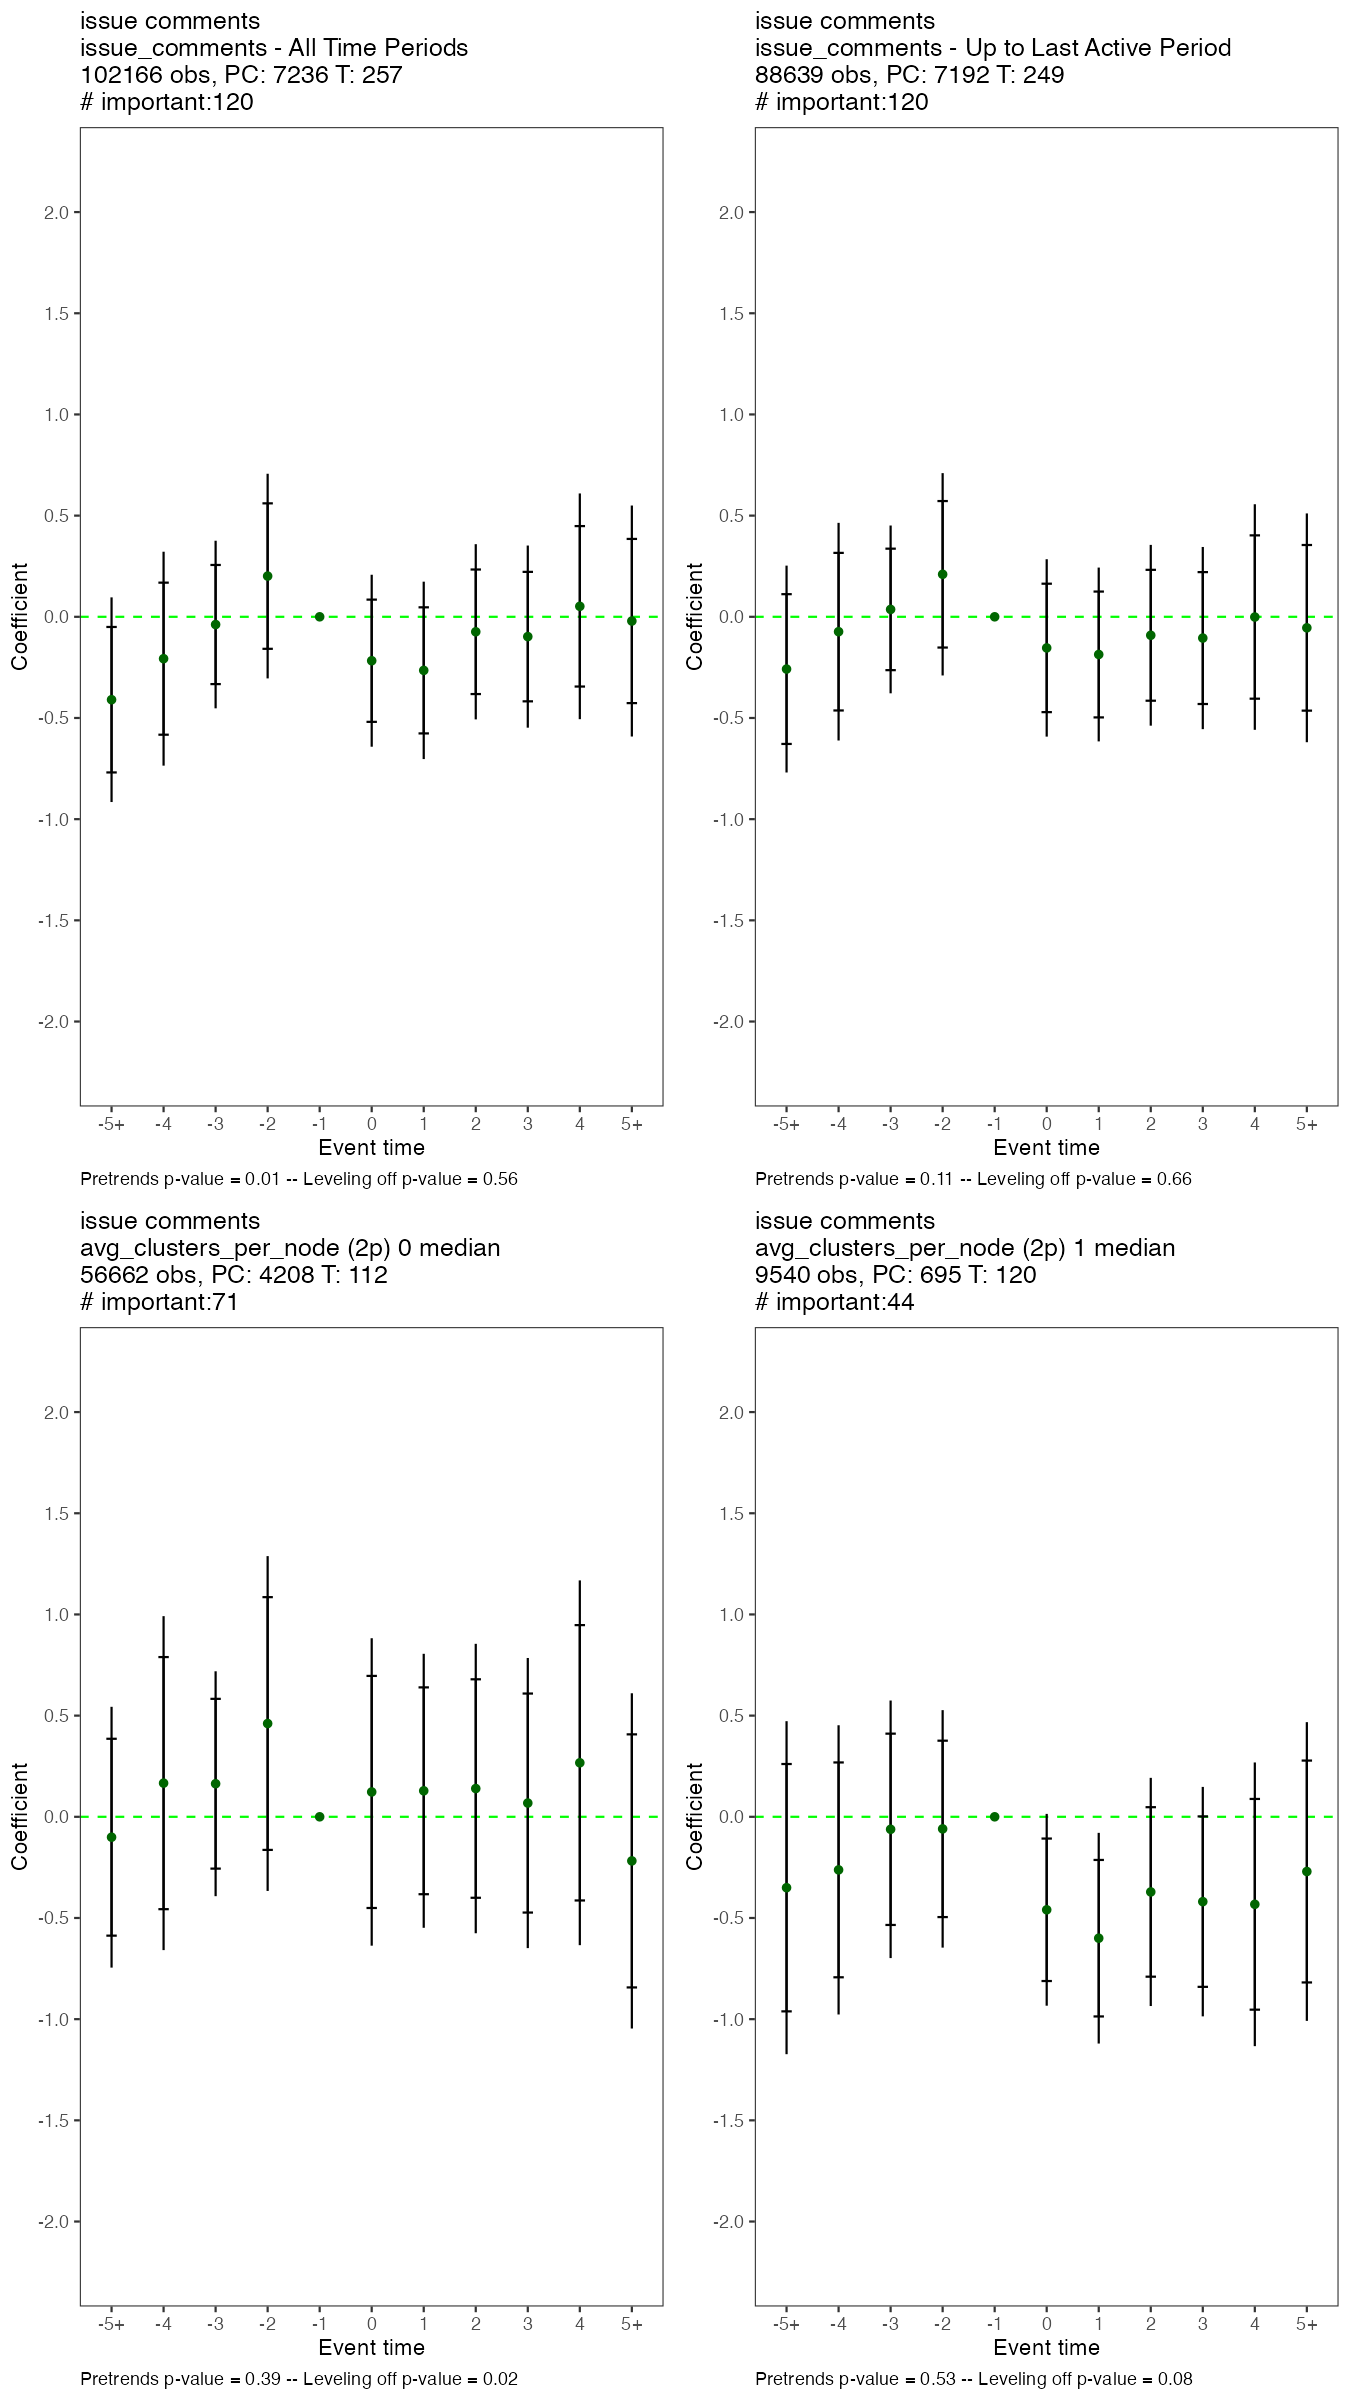 issue comments
issue_comments - All Time Periods
102166 obs, PC: 7236 T: 257
# important:120
2.0
1.5
1.0
0.5
0.0
-0.5
-1.0
-1.5
-2.0
Coefficient
-5+ -4 -3 -2 -1 0 1 2 3 4 5+
Event time
Pretrends p-value = 0.01 -- Leveling off p-value = 0.56
issue comments
issue_comments - Up to Last Active Period
88639 obs, PC: 7192 T: 249
# important:120
2.0
1.5
1.0
0.5
0.0
-0.5
-1.0
-1.5
-2.0
Coefficient
-5+ -4 -3 -2 -1 0 1 2 3 4 5+
Event time
Pretrends p-value = 0.11 -- Leveling off p-value = 0.66
issue comments
avg_clusters_per_node (2p) 0 median
56662 obs, PC: 4208 T: 112
# important:71
2.0
1.5
1.0
0.5
0.0
-0.5
-1.0
-1.5
-2.0
Coefficient
-5+ -4 -3 -2 -1 0 1 2 3 4 5+
Event time
Pretrends p-value = 0.39 -- Leveling off p-value = 0.02
issue comments
avg_clusters_per_node (2p) 1 median
9540 obs, PC: 695 T: 120
# important:44
2.0
1.5
1.0
0.5
0.0
-0.5
-1.0
-1.5
-2.0
Coefficient
-5+ -4 -3 -2 -1 0 1 2 3 4 5+
Event time
Pretrends p-value = 0.53 -- Leveling off p-value = 0.08